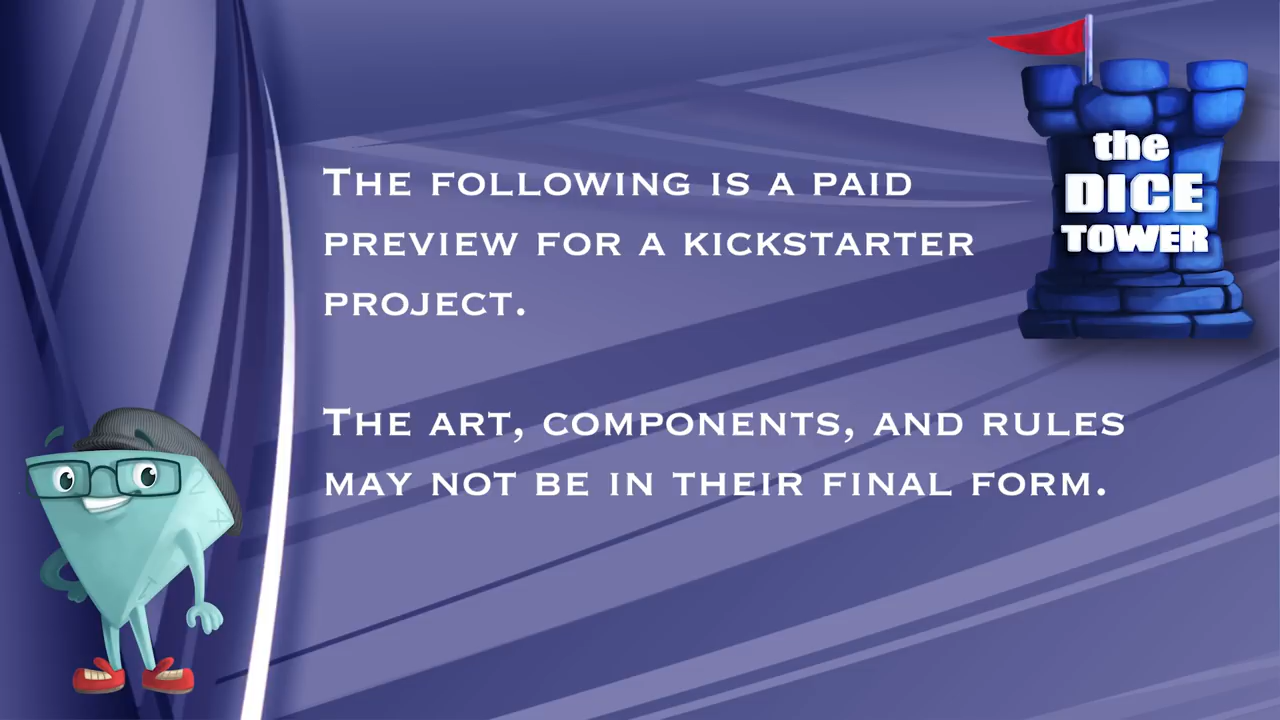 THE FOLLOWING IS A PAID
PREVIEW FOR A KICKSTARTER
PROJECT.
THE ART, COMPONENTS, AND RULES
MAY NOT BE IN THEIR FINAL FORM.
the
DICE
TOWER